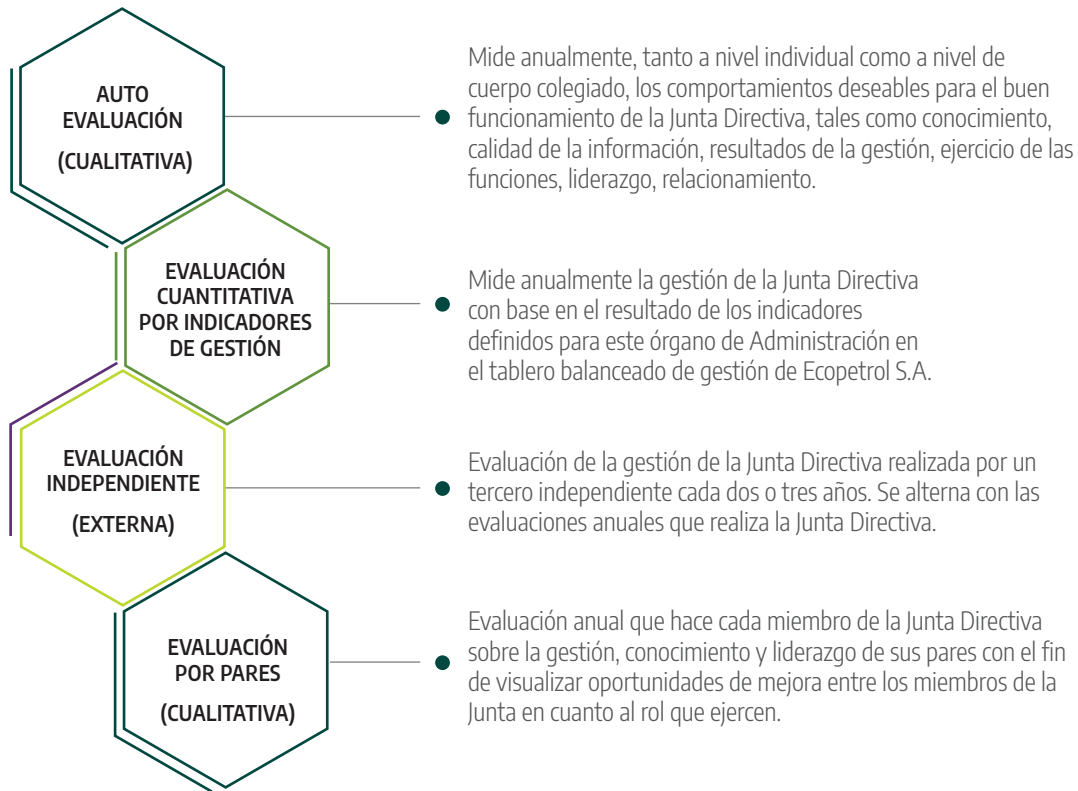 AUTO
EVALUACIÓN
(CUALITATIVA)
Mide anualmente, tanto a nivel individual como a nivel de
cuerpo colegiado, los comportamientos deseables para el buen
funcionamiento de la Junta Directiva, tales como conocimiento,
calidad de la información, resultados de la gestión, ejercicio de las
funciones, liderazgo, relacionamiento.
EVALUACIÓN
CUANTITATIVA
POR INDICADORES
DE GESTIÓN
Mide anualmente la gestión de la Junta Directiva
con base en el resultado de los indicadores
definidos para este órgano de Administración en
el tablero balanceado de gestión de Ecopetrol S.A.
EVALUACIÓN
INDEPENDIENTE
(EXTERNA)
Evaluación de la gestión de la Junta Directiva realizada por un
tercero independiente cada dos o tres años. Se alterna con las
evaluaciones anuales que realiza la Junta Directiva.
EVALUACIÓN
POR PARES
(CUALITATIVA)
Evaluación anual que hace cada miembro de la Junta Directiva
sobre la gestión, conocimiento y liderazgo de sus pares con el fin
de visualizar oportunidades de mejora entre los miembros de la
Junta en cuanto al rol que ejercen.